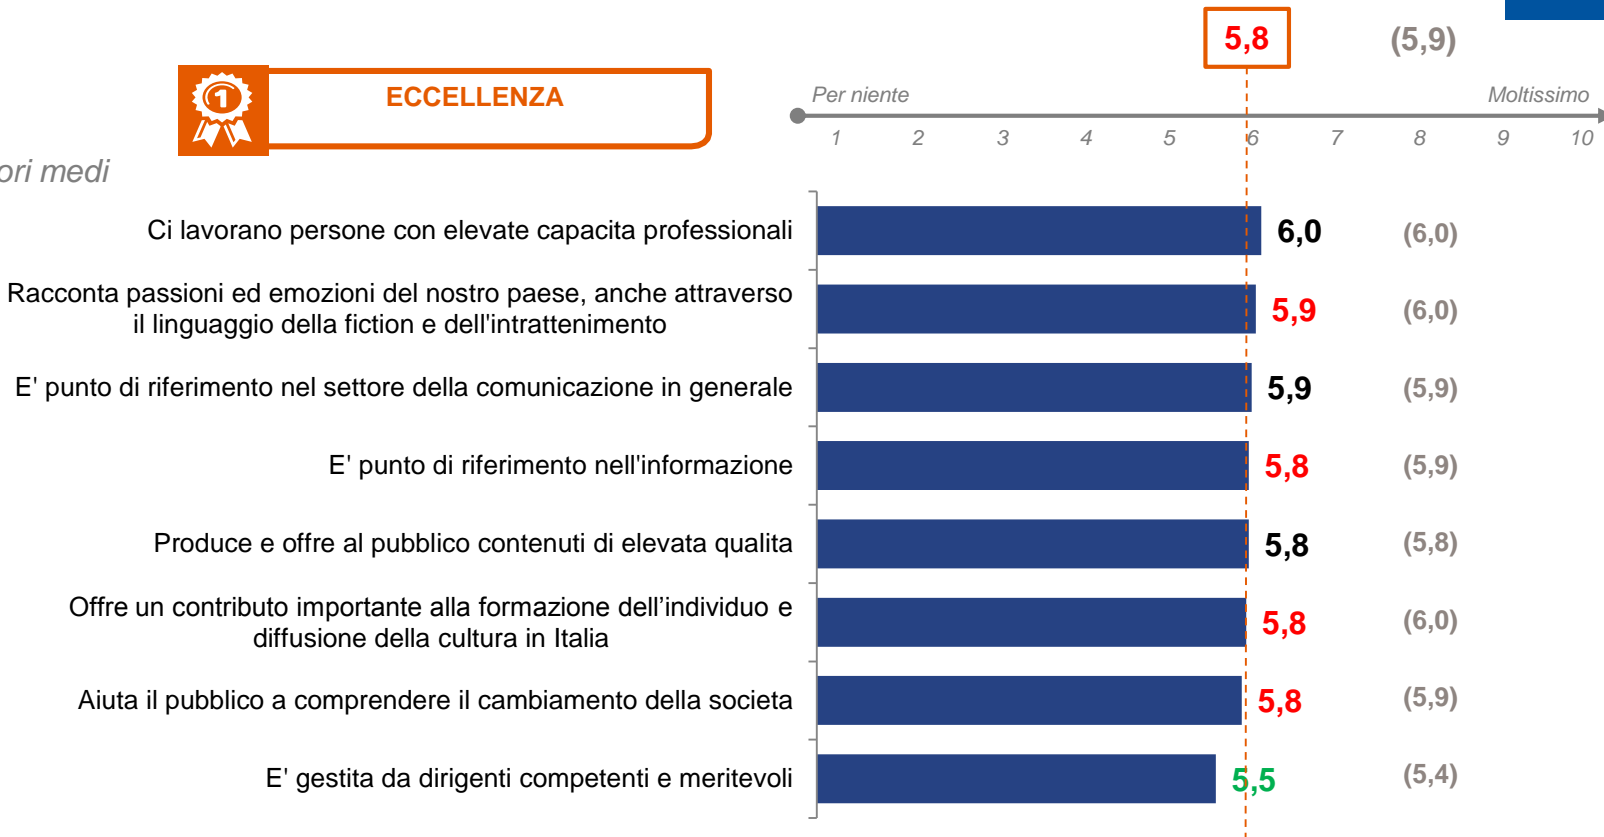 5,8 (5,9)
1 ECCELLENZA
Per niente Moltissimo
1 2 3 4 5 6 7 8 9 10
ori medi
Ci lavorano persone con elevate capacita professionali 6,0 (6,0)
Racconta passioni ed emozioni del nostro paese, anche attraverso
il linguaggio della fiction e dell'intrattenimento 5,9 (6,0)
E' punto di riferimento nel settore della comunicazione in generale 5,9 (5,9)
E' punto di riferimento nell'informazione 5,8 (5,9)
Produce e offre al pubblico contenuti di elevata qualita 5,8 (5,8)
Offre un contributo importante alla formazione dell’individuo e
diffusione della cultura in Italia 5,8 (6,0)
Aiuta il pubblico a comprendere il cambiamento della societa 5,8 (5,9)
E' gestita da dirigenti competenti e meritevoli 5,5 (5,4)